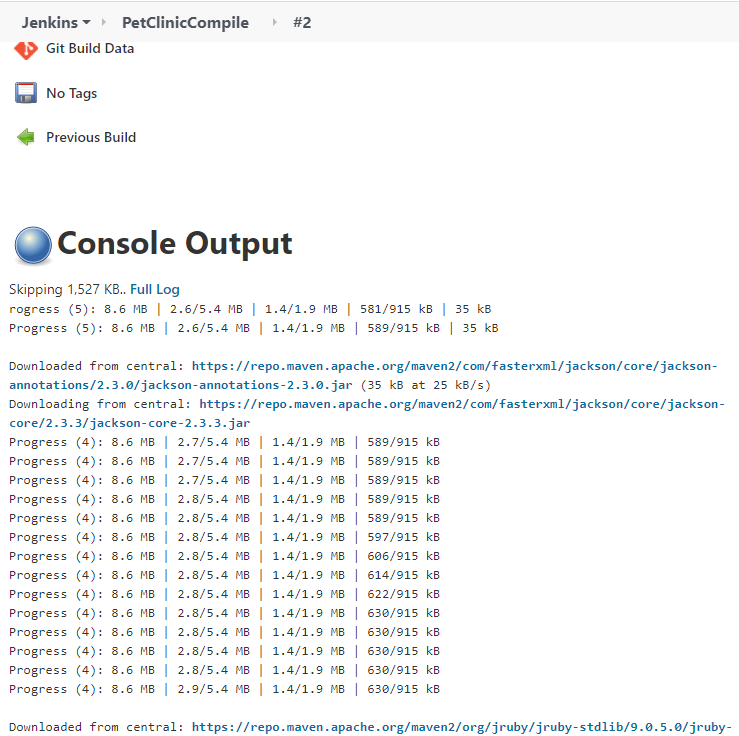 Jenkins PetClinicCompile #2
Git Build Data
No Tags
Previous Build
Console Output
Skipping 1,527 KB.. Full Log
rogress (5): 8.6 MB | 2.6/5.4 MB | 1.4/1.9 MB | 581/915 kB | 35 kB
Progress (5): 8.6 MB | 2.6/5.4 MB | 1.4/1.9 MB | 589/915 kB | 35 kB
Downloaded from central: https://repo.maven.apache.org/maven2/com/fasterxml/jackson/core/jackson-
annotations/2.3.0/jackson-annotations-2.3.0.jar (35 kB at 25 kB/s)
Downloading from central: https://repo.maven.apache.org/maven2/com/fasterxml/jackson/core/jackson-
core/2.3.3/jackson-core-2.3.3.jar
Progress (4): 8.6 MB | 2.7/5.4 MB | 1.4/1.9 MB | 589/915 kB
Progress (4): 8.6 MB | 2.7/5.4 MB | 1.4/1.9 MB | 589/915 kB
Progress (4): 8.6 MB | 2.7/5.4 MB | 1.4/1.9 MB | 589/915 kB
Progress (4): 8.6 MB | 2.8/5.4 MB | 1.4/1.9 MB | 589/915 kB
Progress (4): 8.6 MB | 2.8/5.4 MB | 1.4/1.9 MB | 589/915 kB
Progress (4): 8.6 MB | 2.8/5.4 MB | 1.4/1.9 MB | 597/915 kB
Progress (4): 8.6 MB | 2.8/5.4 MB | 1.4/1.9 MB | 606/915 kB
Progress (4): 8.6 MB | 2.8/5.4 MB | 1.4/1.9 MB | 614/915 kB
Progress (4): 8.6 MB | 2.8/5.4 MB | 1.4/1.9 MB | 622/915 kB
Progress (4): 8.6 MB | 2.8/5.4 MB | 1.4/1.9 MB | 630/915 kB
Progress (4): 8.6 MB | 2.8/5.4 MB | 1.4/1.9 MB | 630/915 kB
Progress (4): 8.6 MB | 2.8/5.4 MB | 1.4/1.9 MB | 630/915 kB
Progress (4): 8.6 MB | 2.8/5.4 MB | 1.4/1.9 MB | 630/915 kB
Progress (4): 8.6 MB | 2.9/5.4 MB | 1.4/1.9 MB | 630/915 kB
Downloaded from central: https://repo.maven.apache.org/maven2/org/jruby/jruby-stdlib/9.0.5.0/jruby-